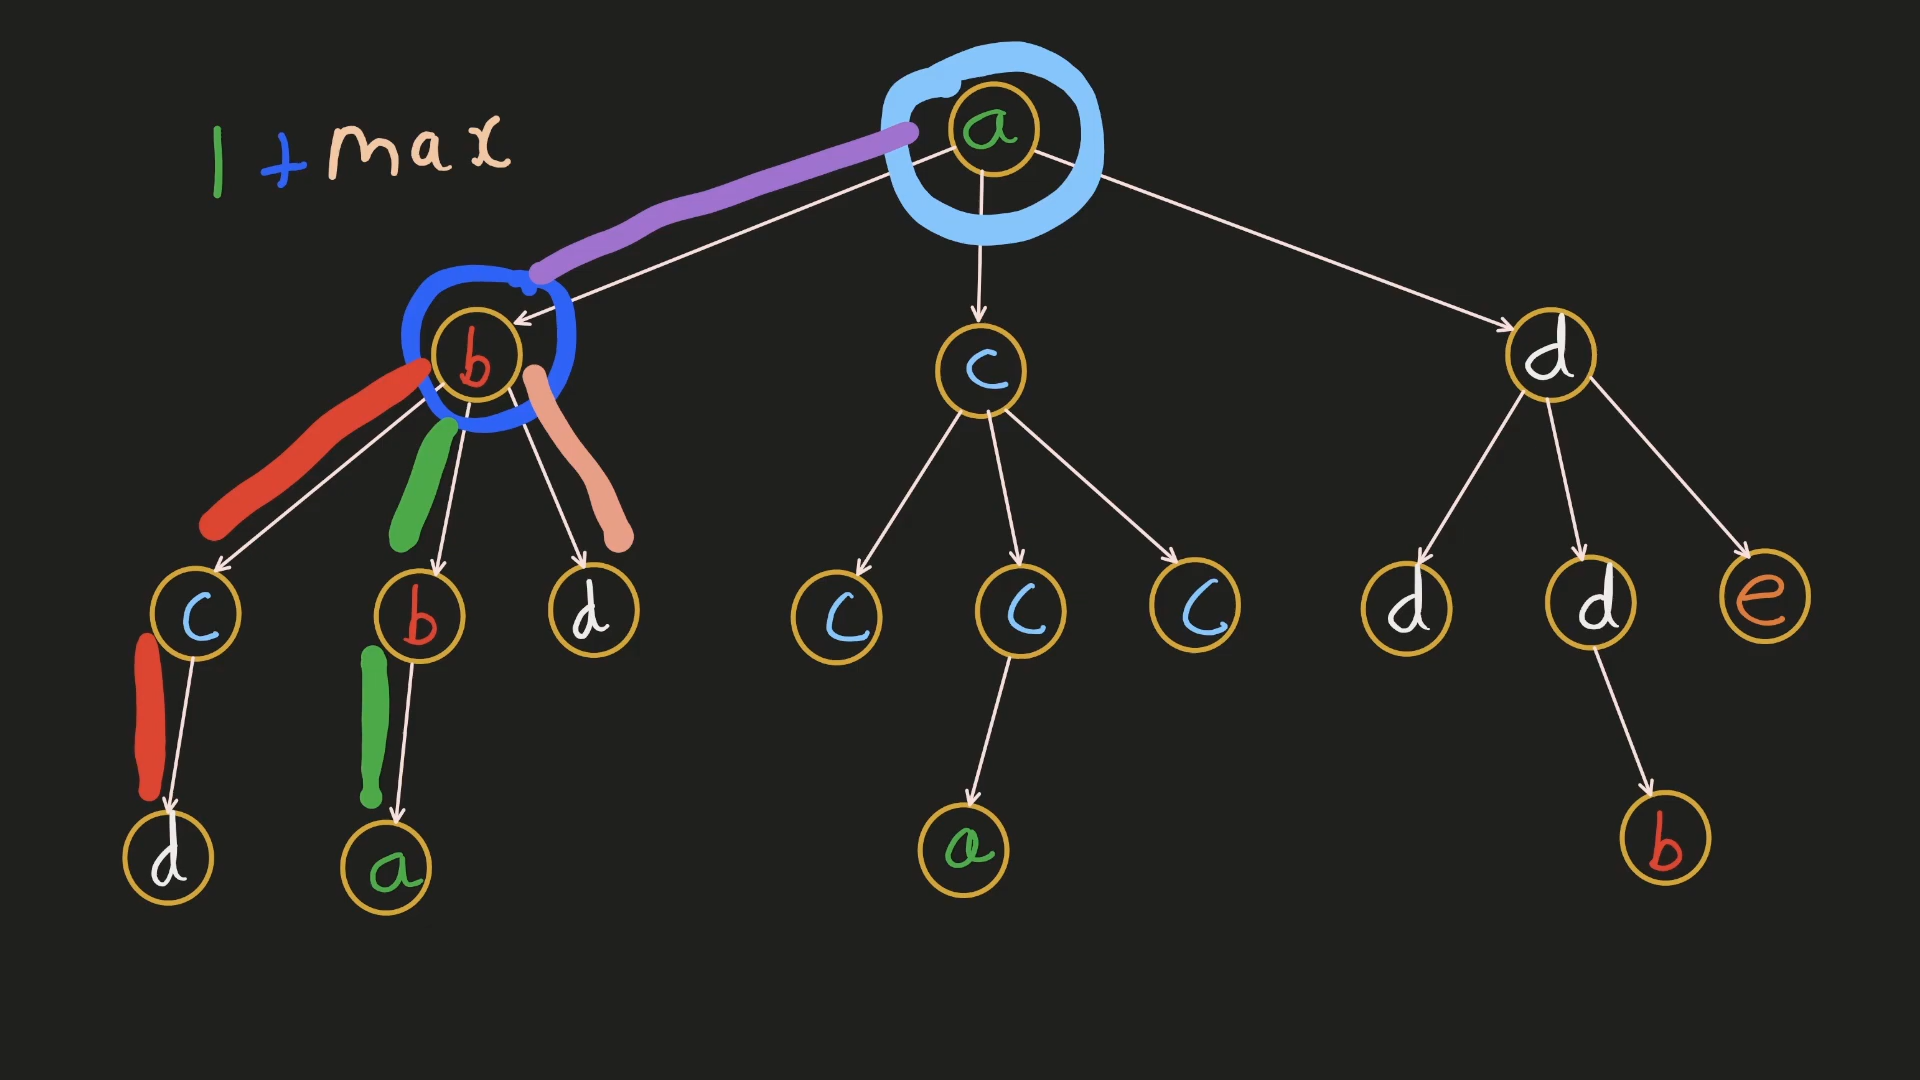 a
1 + max
b c d
c b d c c c d d e
d a a b